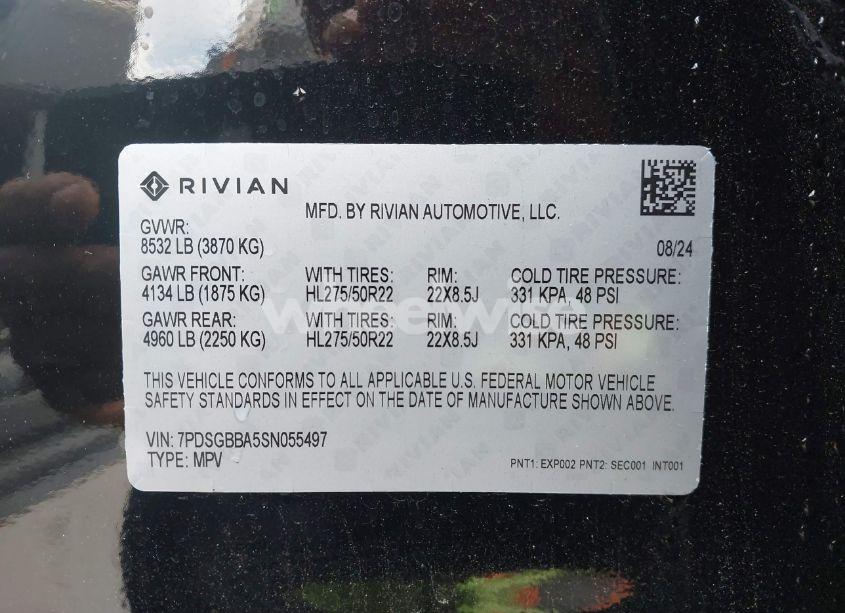 RIVIAN
MFD. BY RIVIAN AUTOMOTIVE, LLC.
GVWR:
8532 LB (3870 KG)
08/24
GAWR FRONT: WITH TIRES: RIM: COLD TIRE PRESSURE:
4134 LB (1875 KG) HL275/50R22 22X8.5J 331 KPA, 48 PSI
GAWR REAR: WITH TIRES: RIM: COLD TIRE PRESSURE:
4960 LB (2250 KG) HL275/50R22 22X8.5J 331 KPA, 48 PSI
THIS VEHICLE CONFORMS TO ALL APPLICABLE U.S. FEDERAL MOTOR VEHICLE
SAFETY STANDARDS IN EFFECT ON THE DATE OF MANUFACTURE SHOWN ABOVE.
VIN: 7PDSGBBA5SN055497
TYPE: MPV
PNT1: EXP002 PNT2: SEC001 INT001